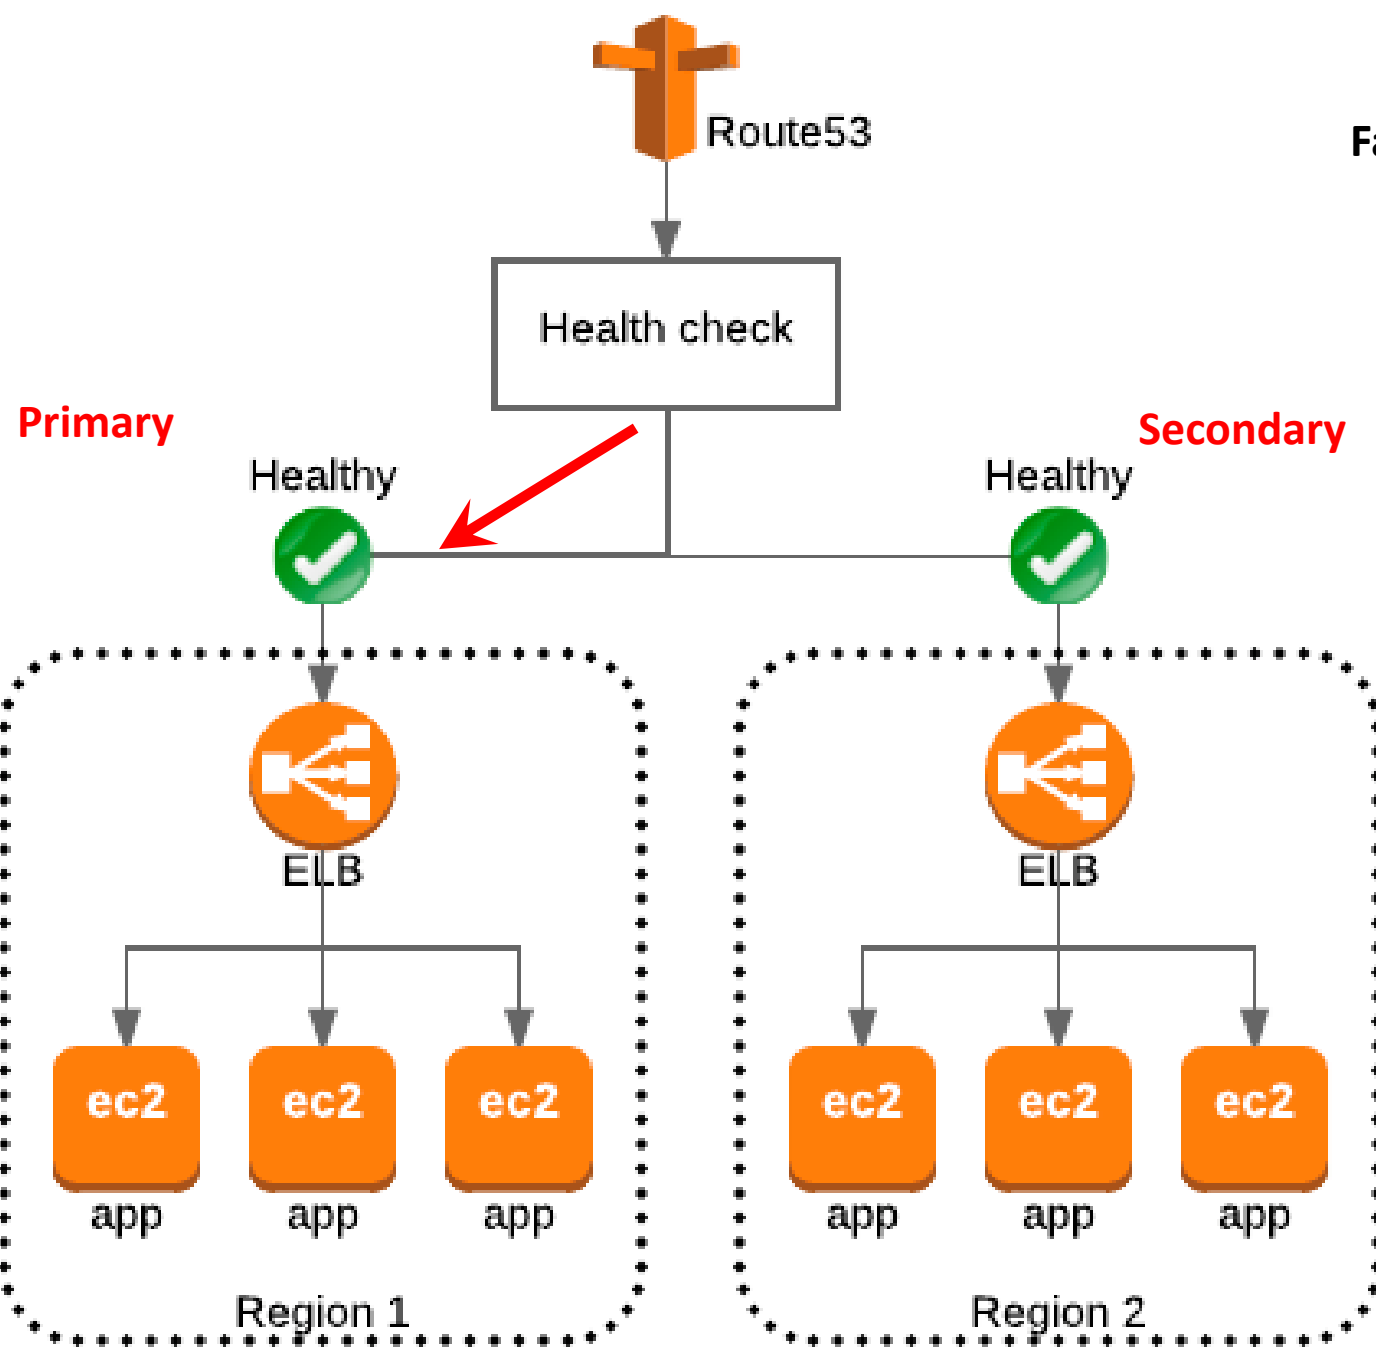 Route53
Fa
Health check
Primary
Secondary
Healthy
Healthy
ELB
ELB
ec2
ec2
ec2
ec2
ec2
ec2
app
app
app
app
app
app
Region 1
Region 2